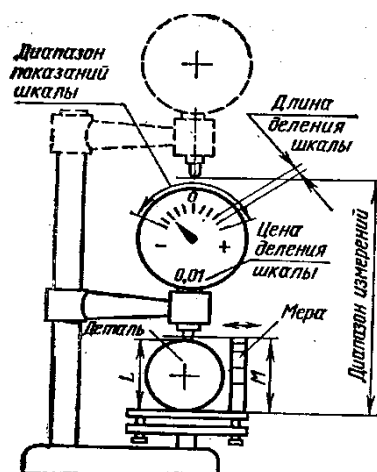 Диапазон
показаний
шкалы
Длина
деления
шкалы
0
- +
Цена
деления
шкалы
0,01
Диапазон измерений
Деталь
Мера
L
M